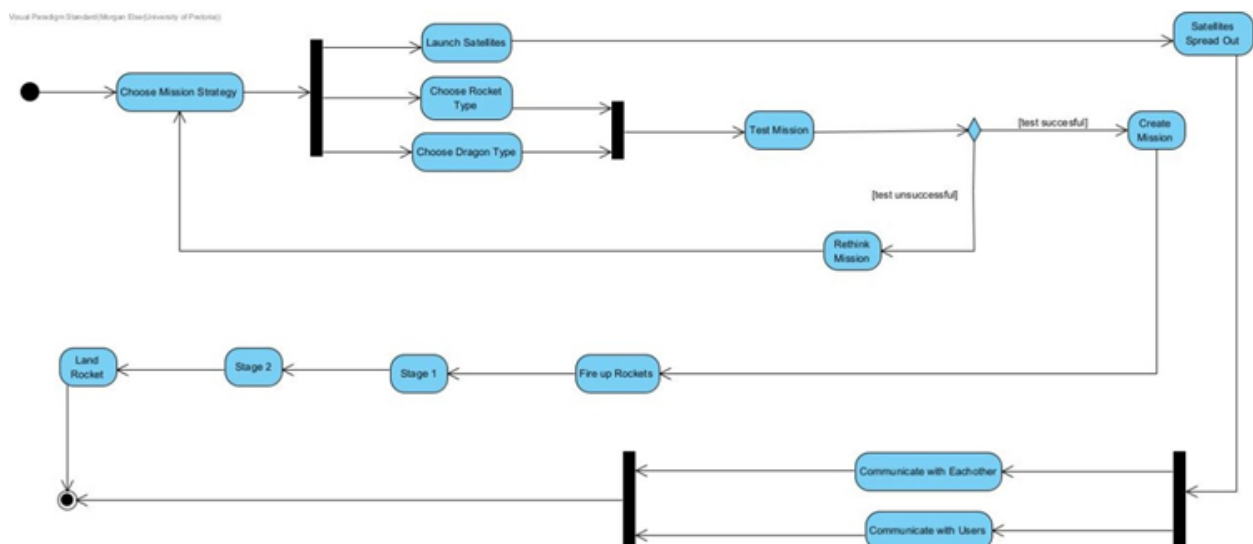 Visual Paradigm Standard(Morgan Else(University of Pretoria))
Launch Satellites
Satellites
Spread Out
Choose Mission Strategy
Choose Rocket
Type
Choose Dragon Type
Test Mission
[test succesful]
Create
Mission
[test unsuccessful]
Rethink
Mission
Land
Rocket
Stage 2
Stage 1
Fire up Rockets
Communicate with Eachother
Communicate with Users